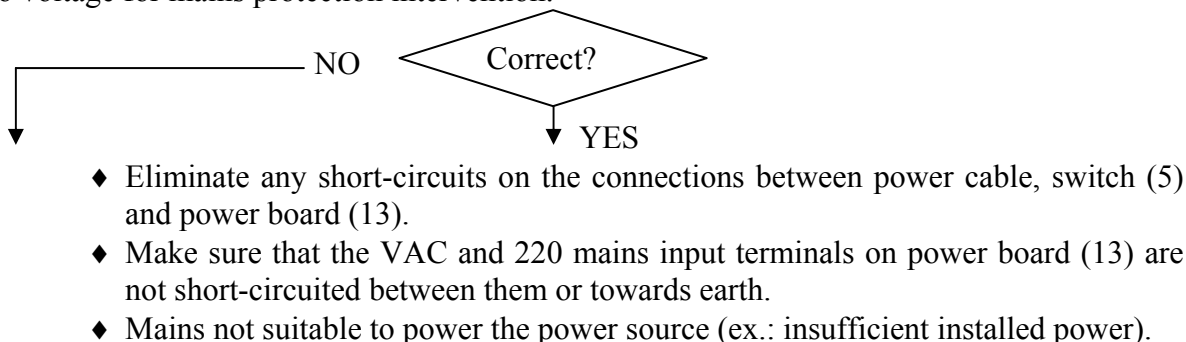 voltage for mains protection intervention.
NO
Correct?
YES
♦ Eliminate any short-circuits on the connections between power cable, switch (5)
and power board (13).
♦ Make sure that the VAC and 220 mains input terminals on power board (13) are
not short-circuited between them or towards earth.
♦ Mains not suitable to power the power source (ex.: insufficient installed power).